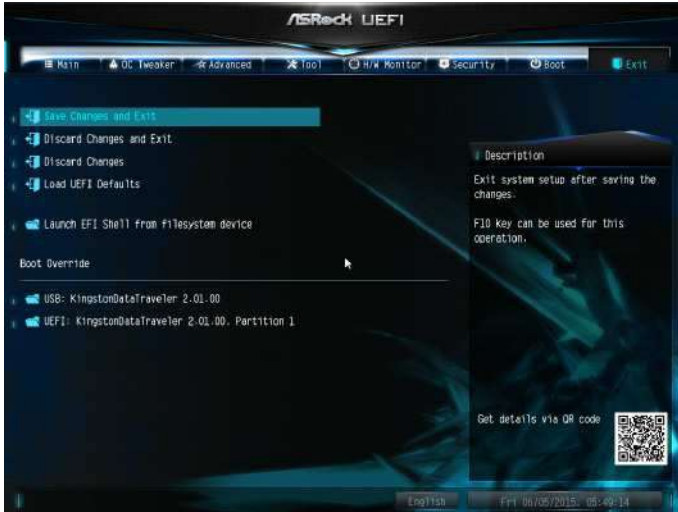 ASRock UEFI
Main OC Tweaker Advanced Tool H/W Monitor Security Boot Exit
Save Changes and Exit
Discard Changes and Exit
Discard Changes
Load UEFI Defaults
Launch EFI Shell from filesystem device
Boot Override
USB: KingstonDataTraveler 2.01.00
UEFI: KingstonDataTraveler 2.01.00, Partition 1
Description
Exit system setup after saving the
changes.
F10 key can be used for this
operation.
Get details via QR code
English
Fri 06/05/2015, 05:49:14